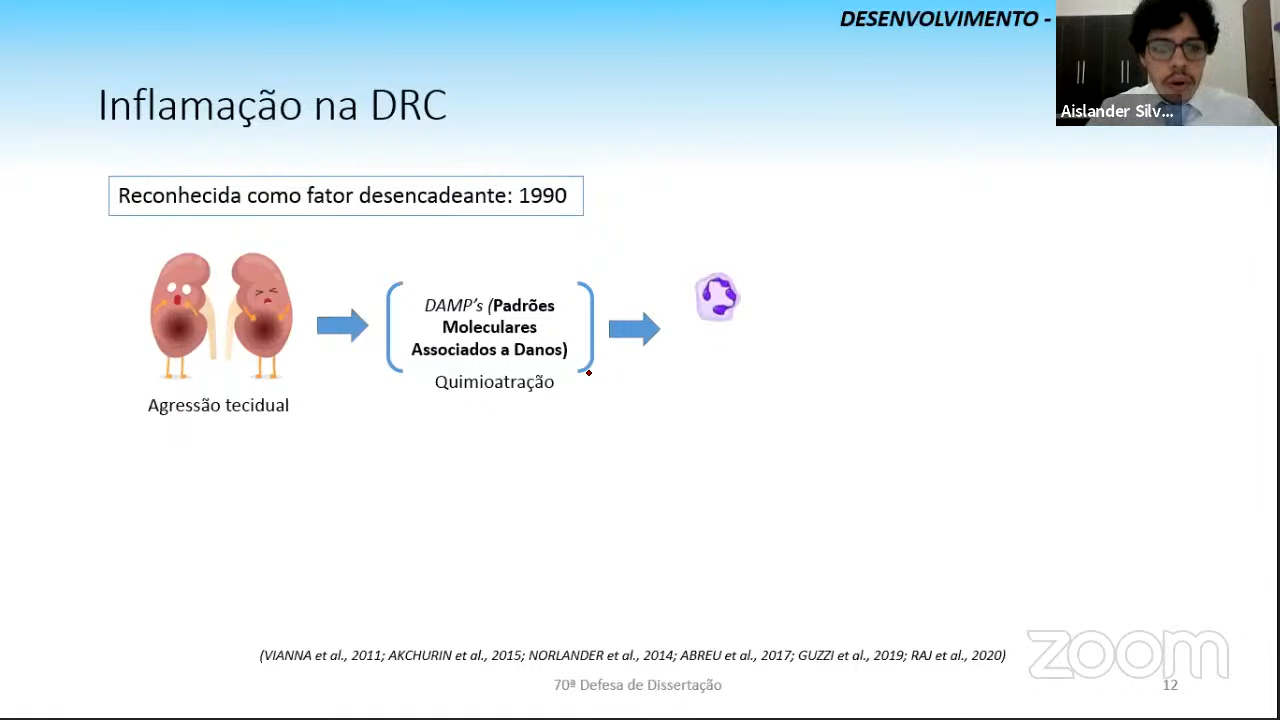 DESENVOLVIMENTO -
Aislander Silv...
Inflamação na DRC
Reconhecida como fator desencadeante: 1990
DAMP's (Padrões
Moleculares
Associados a Danos)
Quimioatração
Agressão tecidual
(VIANNA et al., 2011; AKCHURIN et al., 2015; NORLANDER et al., 2014; ABREU et al., 2017; GUZZI et al., 2019; RAJ et al., 2020)
zoom
70ª Defesa de Dissertação
12